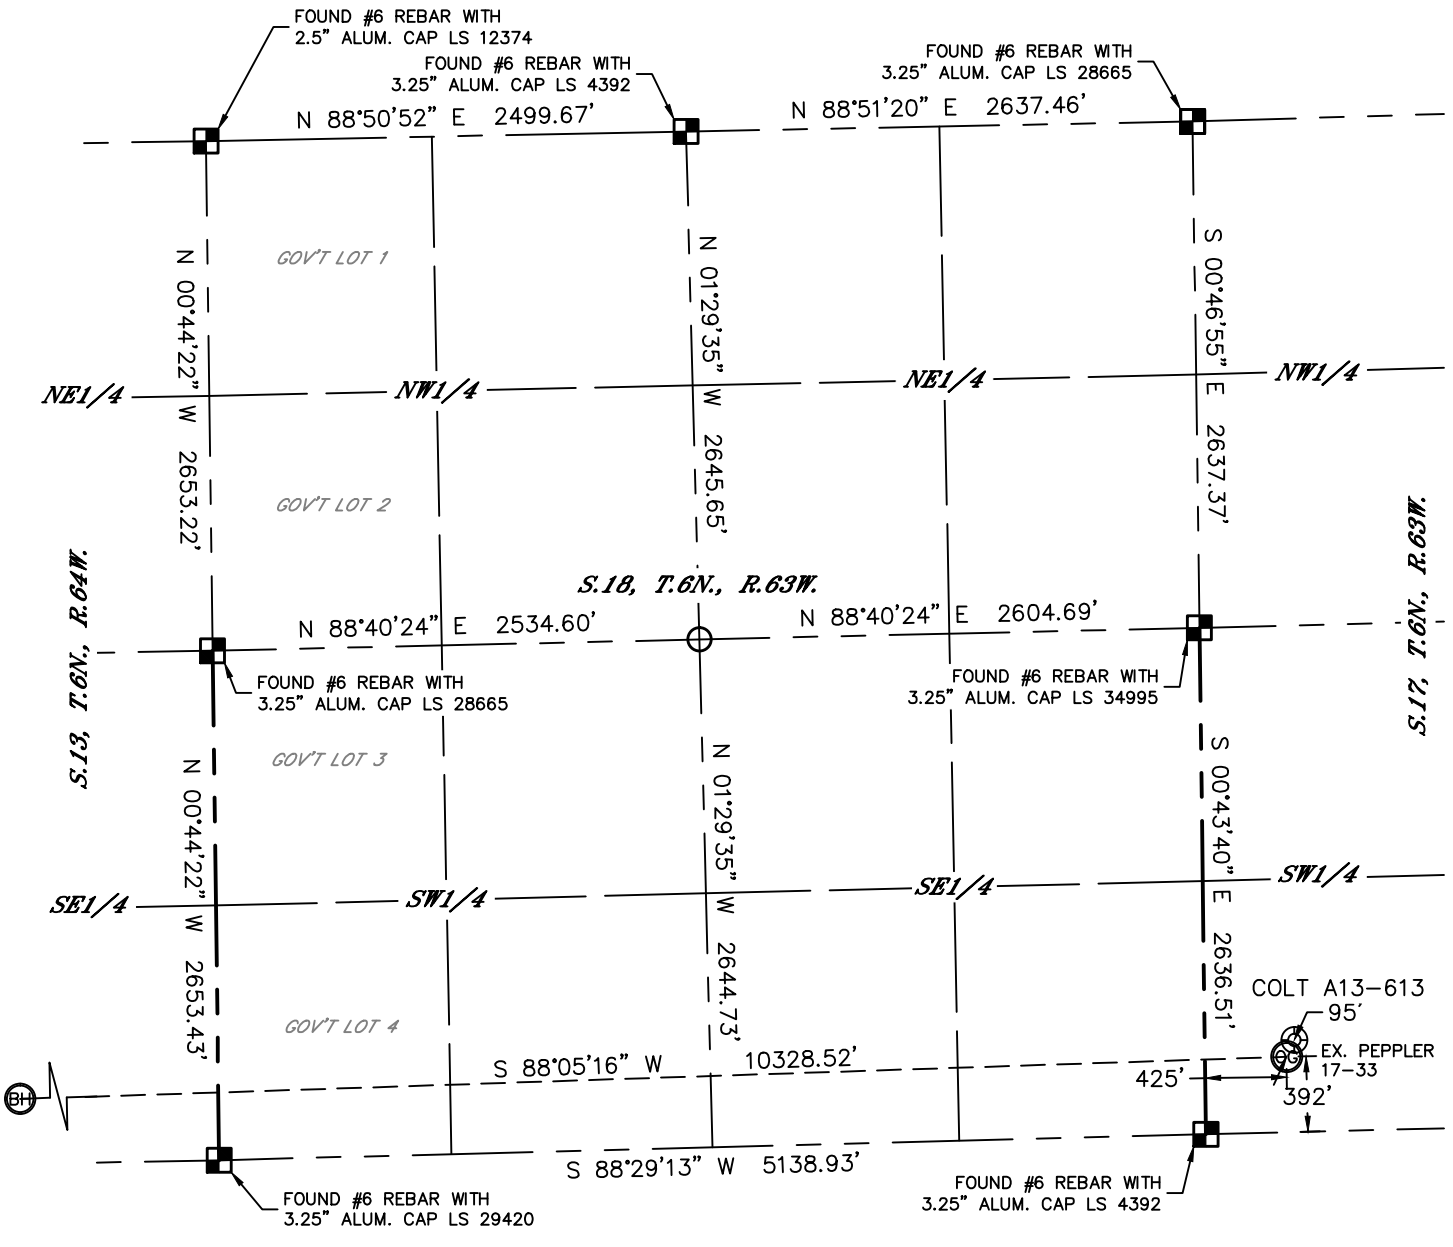 FOUND #6 REBAR WITH
2.5" ALUM. CAP LS 12374
FOUND #6 REBAR WITH
3.25" ALUM. CAP LS 4392
FOUND #6 REBAR WITH
3.25" ALUM. CAP LS 28665
N 88°50'52" E 2499.67'
N 88°51'20" E 2637.46'
N 00°44'22" W 2653.22'
GOV'T LOT 1
N 01°29'35" W 2645.65'
S 00°46'55" E 2637.37'
NE1/4
NW1/4
NE1/4
NW1/4
GOV'T LOT 2
S.13, T.6N., R.64W.
S.18, T.6N., R.63W.
S.17, T.6N., R.63W.
N 88°40'24" E 2534.60'
N 88°40'24" E 2604.69'
FOUND #6 REBAR WITH
3.25" ALUM. CAP LS 28665
FOUND #6 REBAR WITH
3.25" ALUM. CAP LS 34995
N 00°44'22" W 2653.43'
GOV'T LOT 3
N 01°29'35" W 2644.73'
S 00°43'40" E 2636.51'
SE1/4
SW1/4
SE1/4
SW1/4
GOV'T LOT 4
COLT A13-613
95'
OG
EX. PEPPLER
17-33
S 88°05'16" W 10328.52'
425'
392'
BH
S 88°29'13" W 5138.93'
FOUND #6 REBAR WITH
3.25" ALUM. CAP LS 29420
FOUND #6 REBAR WITH
3.25" ALUM. CAP LS 4392